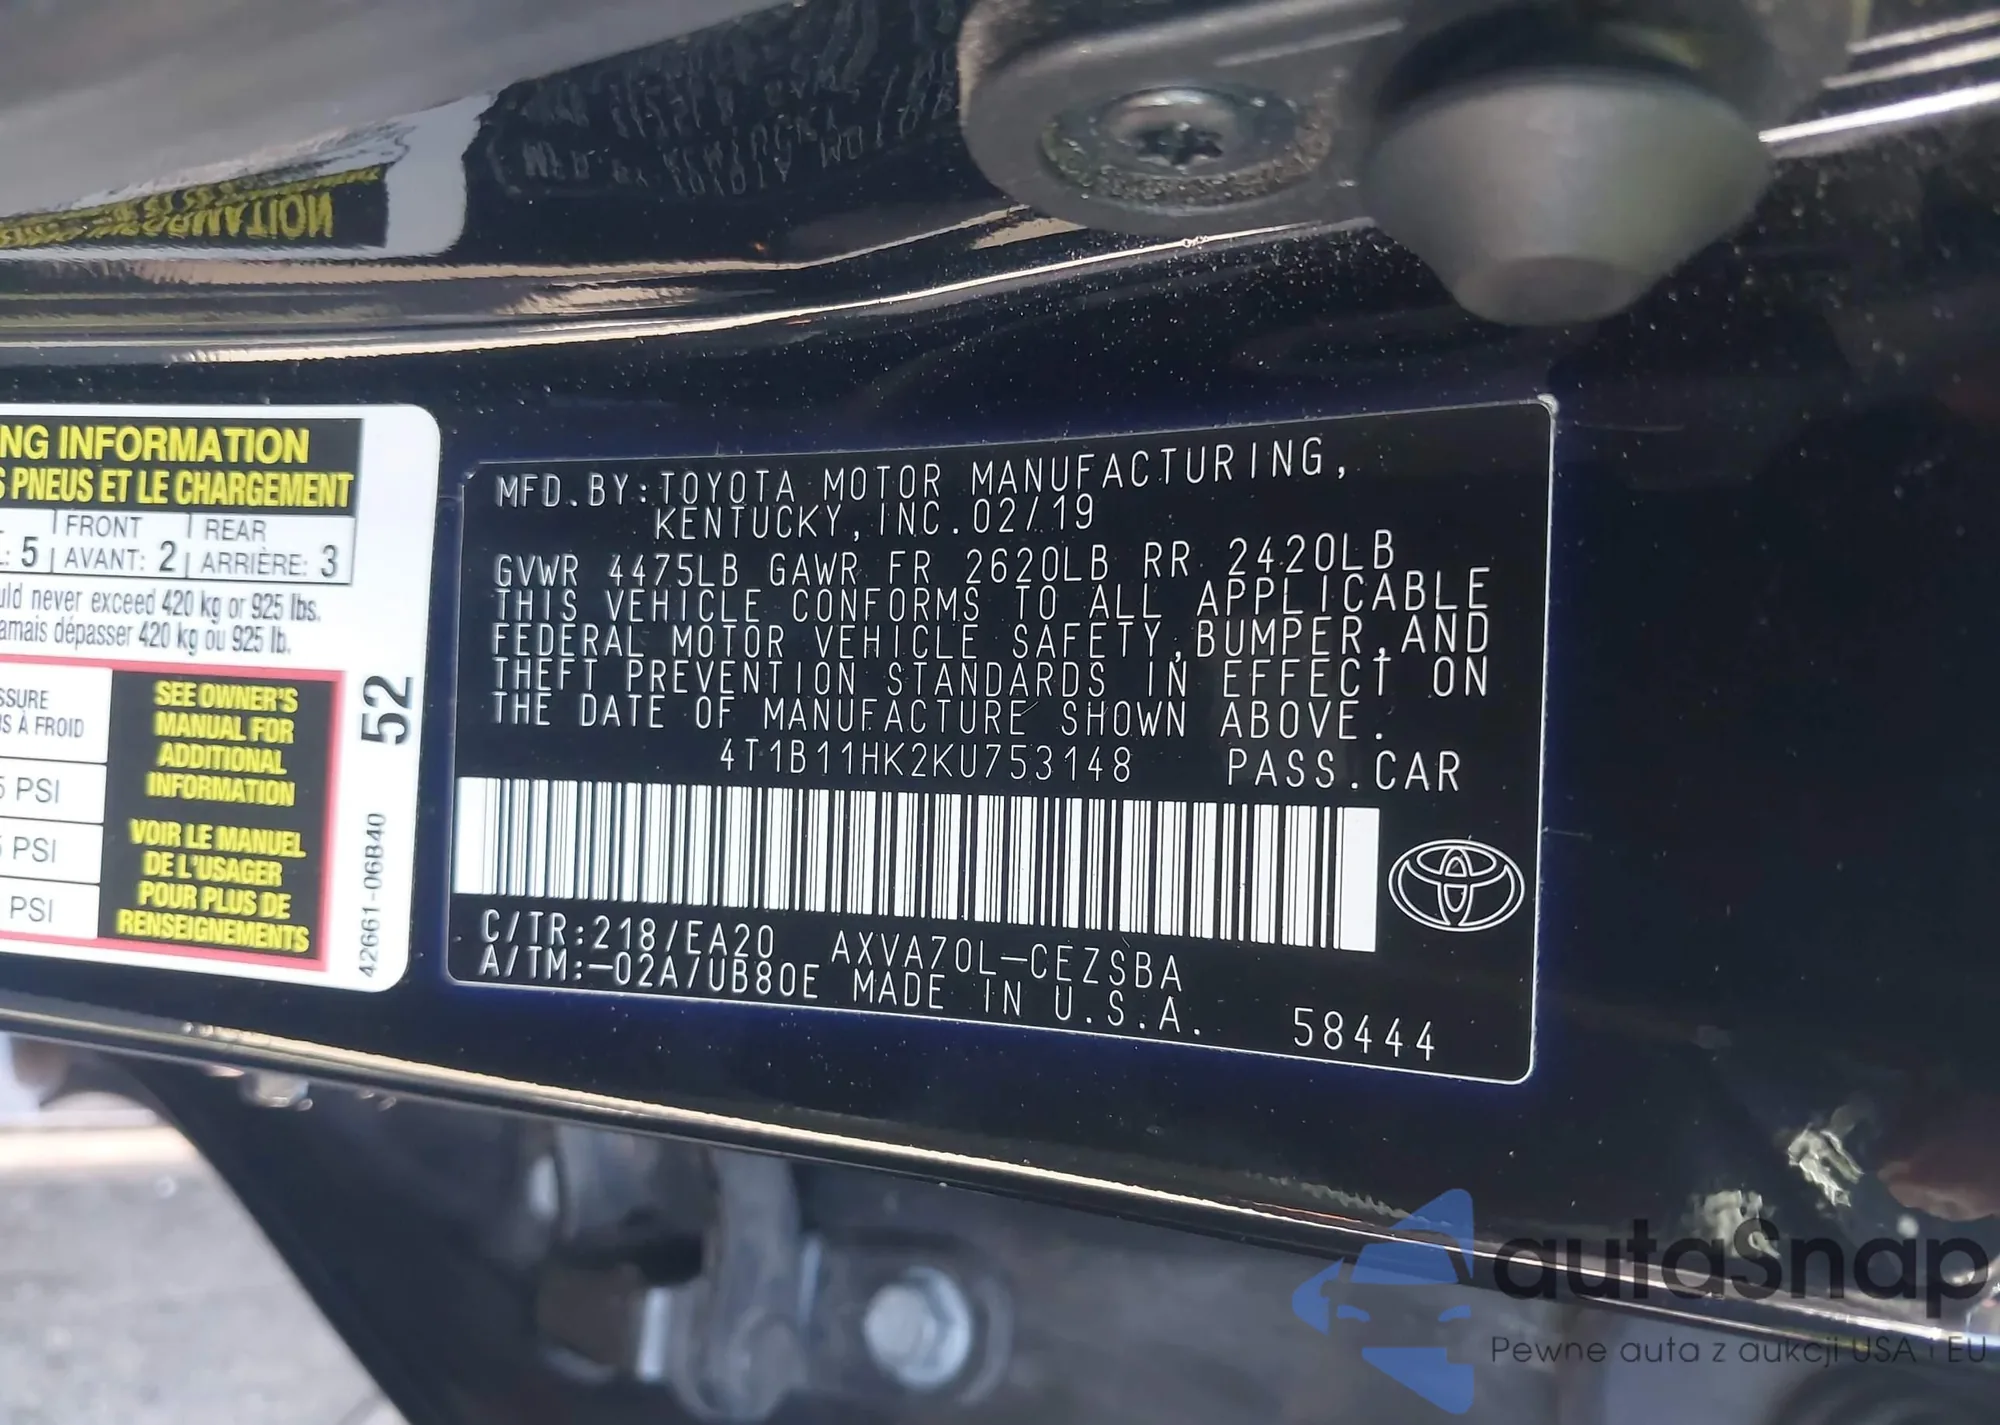 NG INFORMATION
S PNEUS ET LE CHARGEMENT
FRONT REAR
: 5 AVANT: 2 ARRIÈRE: 3
uld never exceed 420 kg or 925 lbs.
amais dépasser 420 kg ou 925 lb.
SSURE
S À FROID
5 PSI
5 PSI
PSI
SEE OWNER'S
MANUAL FOR
ADDITIONAL
INFORMATION
VOIR LE MANUEL
DE L'USAGER
POUR PLUS DE
RENSEIGNEMENTS
52
42661-06B40
MFD.BY:TOYOTA MOTOR MANUFACTURING,
KENTUCKY,INC.02/19
GVWR 4475LB GAWR FR 2620LB RR 2420LB
THIS VEHICLE CONFORMS TO ALL APPLICABLE
FEDERAL MOTOR VEHICLE SAFETY,BUMPER,AND
THEFT PREVENTION STANDARDS IN EFFECT ON
THE DATE OF MANUFACTURE SHOWN ABOVE.
4T1B11HK2KU753148 PASS.CAR
C/TR:218/EA20 AXVA70L-CEZSBA
A/TM:-02A/UB80E MADE IN U.S.A.
58444
autaSnap
Pewne auta z aukcji USA i EU